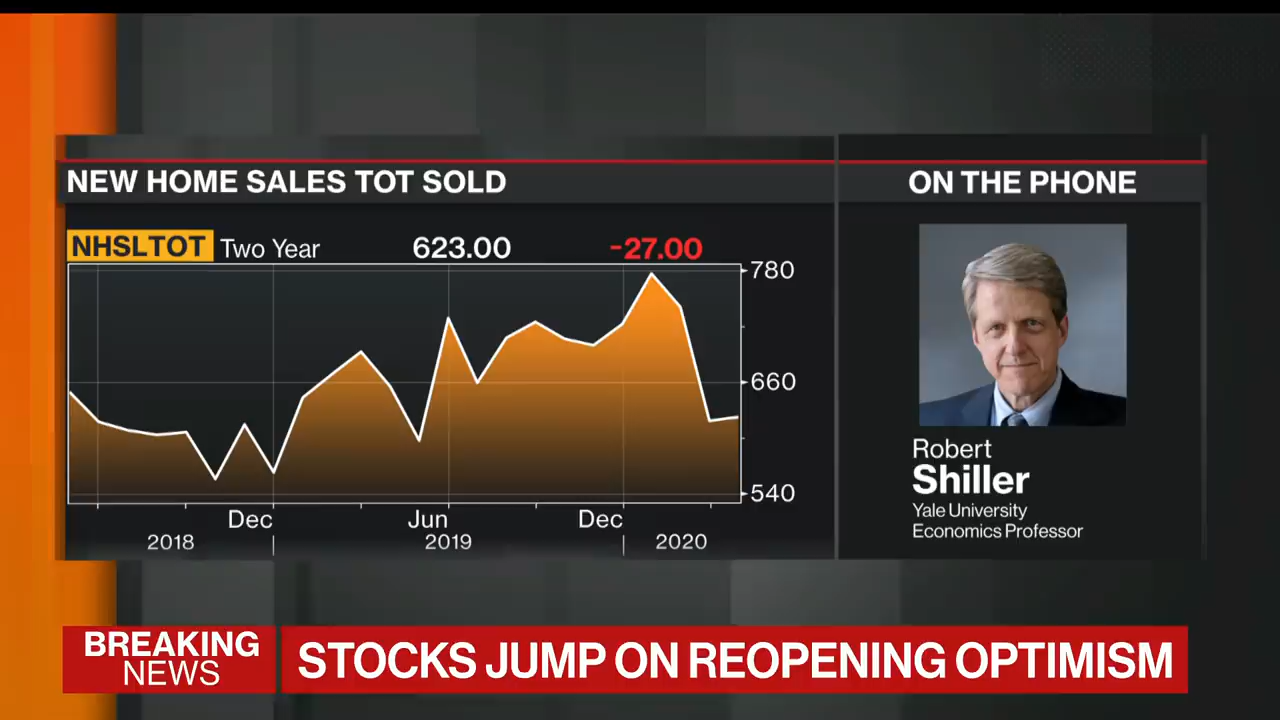 NEW HOME SALES TOT SOLD
NHSLTOT Two Year 623.00 -27.00
780
660
540
Dec Jun Dec
2018 2019 2020
ON THE PHONE
Robert
Shiller
Yale University
Economics Professor
BREAKING
NEWS
STOCKS JUMP ON REOPENING OPTIMISM